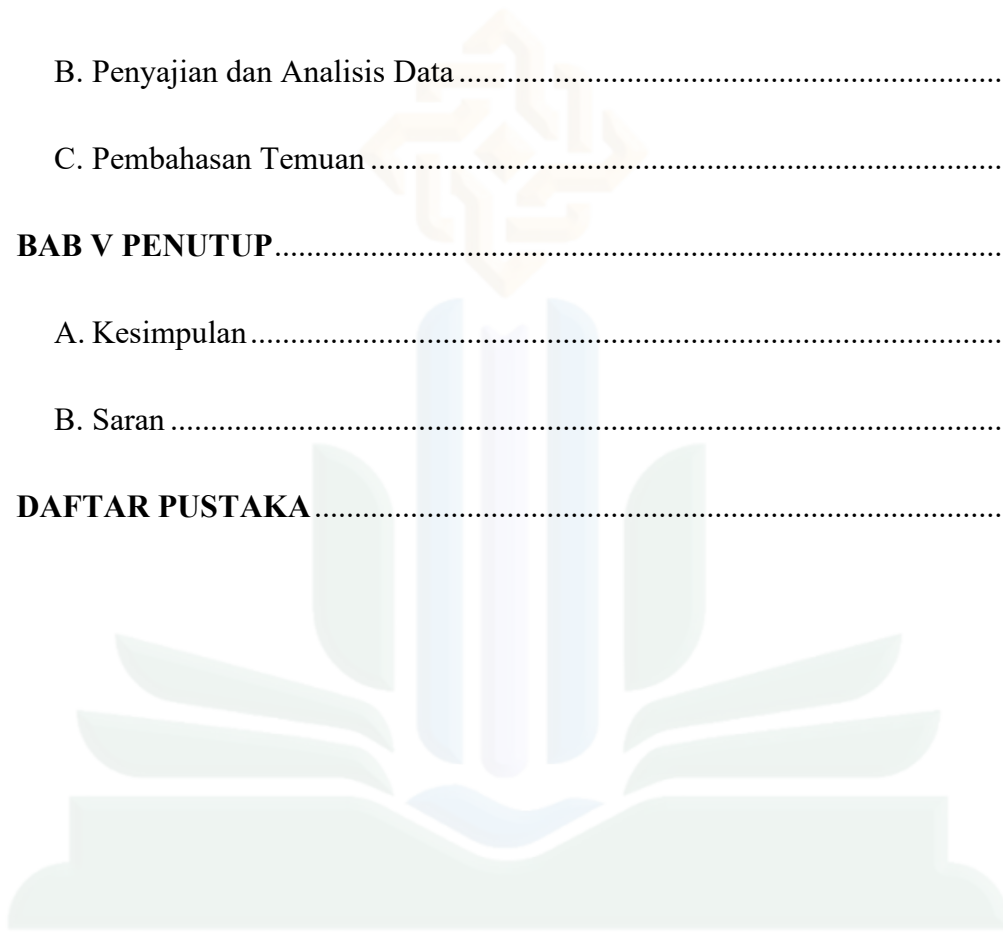 B. Penyajian dan Analisis Data....................................................................
C. Pembahasan Temuan...............................................................................
BAB V PENUTUP...........................................................................................
A. Kesimpulan..............................................................................................
B. Saran........................................................................................................
DAFTAR PUSTAKA......................................................................................